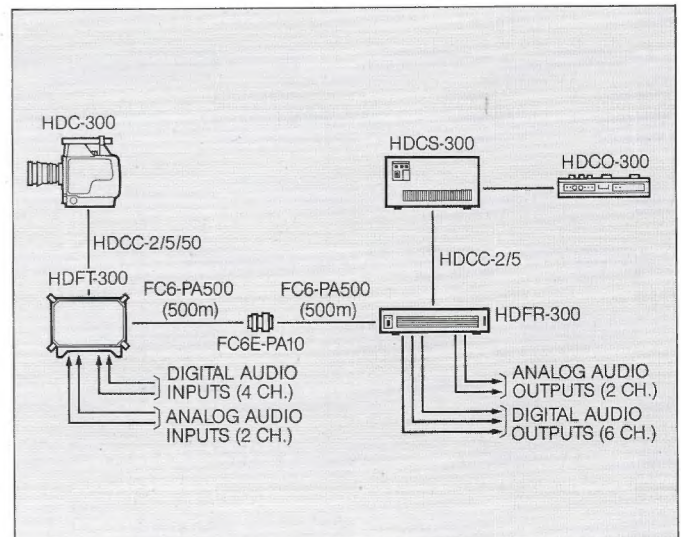 HDC-300
HDCS-300
HDCO-300
HDCC-2/5/50
HDCC-2/5
HDFT-300
FC6-PA500
(500m)
FC6-PA500
(500m)
HDFR-300
FC6E-PA10
DIGITAL AUDIO
INPUTS (4 CH.)
ANALOG AUDIO
INPUTS (2 CH.)
ANALOG AUDIO
OUTPUTS (2 CH.)
DIGITAL AUDIO
OUTPUTS (6 CH.)